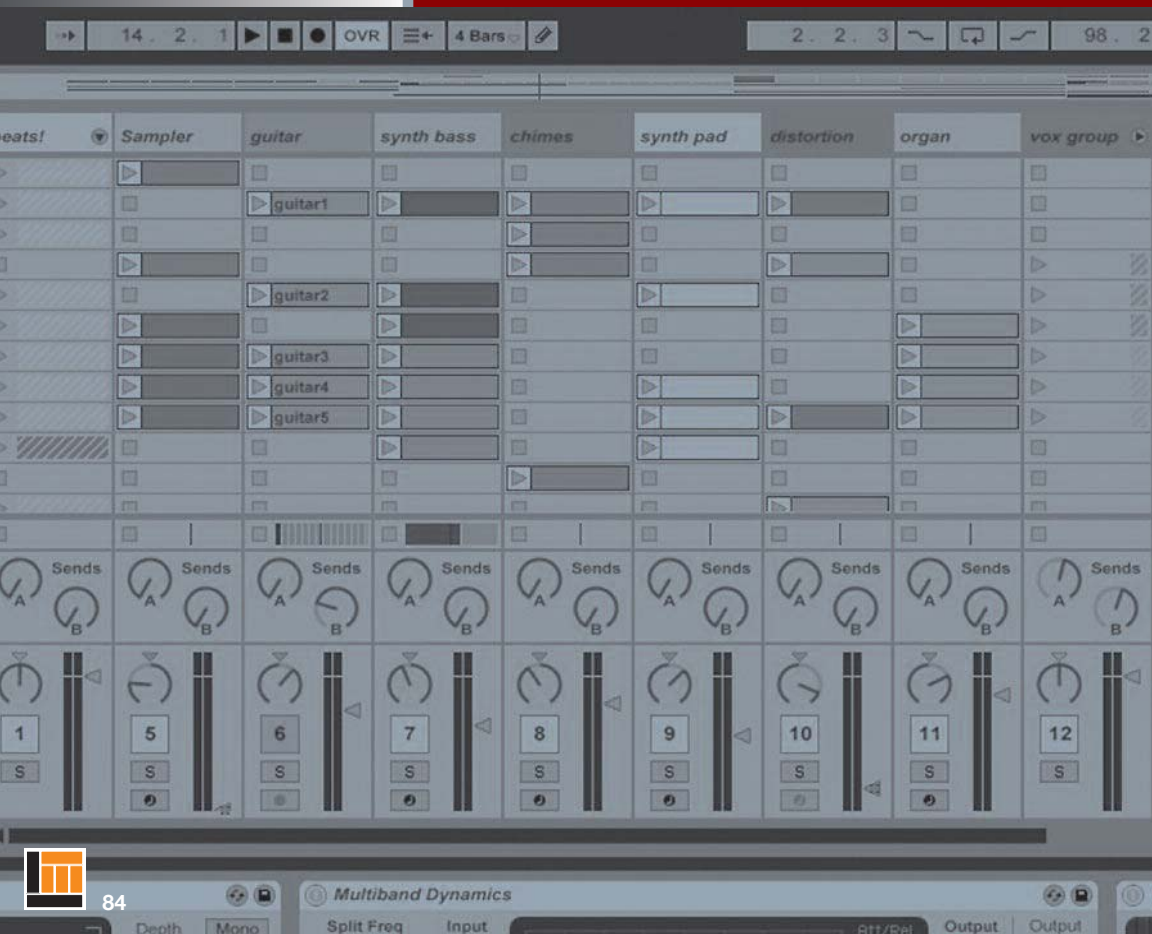 14. 2. 1 OVR 4 Bars 2. 2. 3 98. 2
eats! Sampler guitar synth bass chimes synth pad distortion organ vox group
guitar1
guitar2
guitar3
guitar4
guitar5
Sends Sends Sends Sends Sends Sends Sends Sends Sends
A A A A A A A A A
B B B B B B B B B
1 5 6 7 8 9 10 11 12
S S S S S S S S S
84
Multiband Dynamics
Depth Mono Split Freq Input Att/Rel Output Output